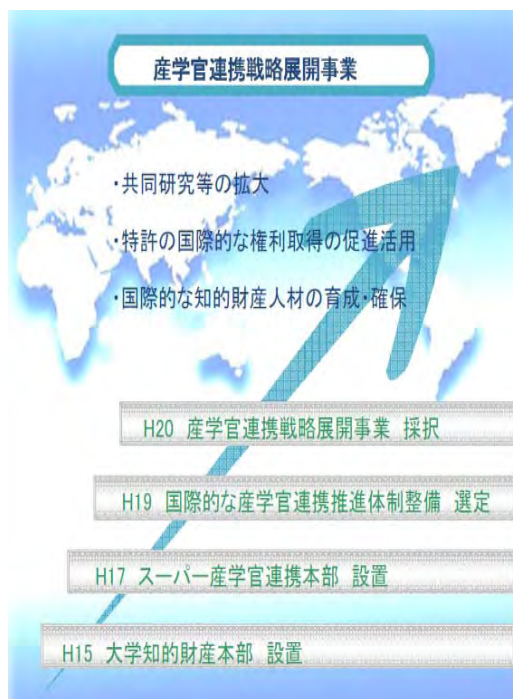 産学官連携戦略展開事業
・共同研究等の拡大
・特許の国際的な権利取得の促進活用
・国際的な知的財産人材の育成・確保
H20 産学官連携戦略展開事業 採択
H19 国際的な産学官連携推進体制整備 選定
H17 スーパー産学官連携本部 設置
H15 大学知的財産本部 設置